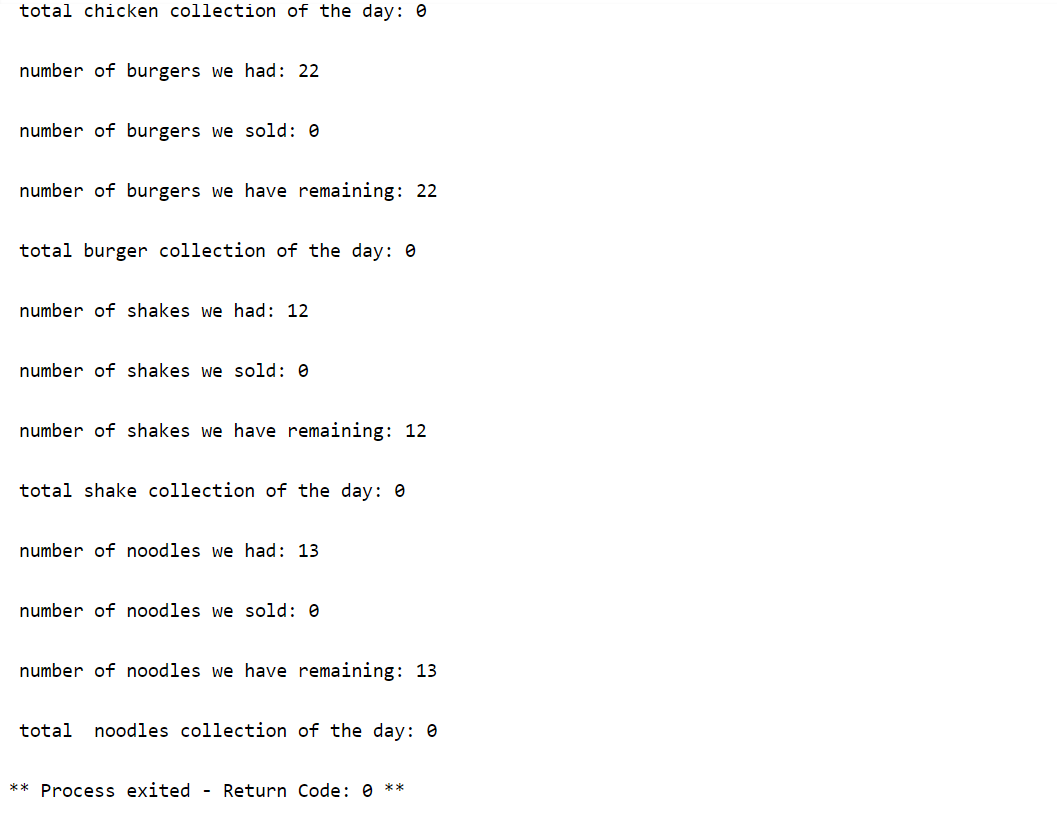 total chicken collection of the day: 0
number of burgers we had: 22
number of burgers we sold: 0
number of burgers we have remaining: 22
total burger collection of the day: 0
number of shakes we had: 12
number of shakes we sold: 0
number of shakes we have remaining: 12
total shake collection of the day: 0
number of noodles we had: 13
number of noodles we sold: 0
number of noodles we have remaining: 13
total  noodles collection of the day: 0
** Process exited - Return Code: 0 **